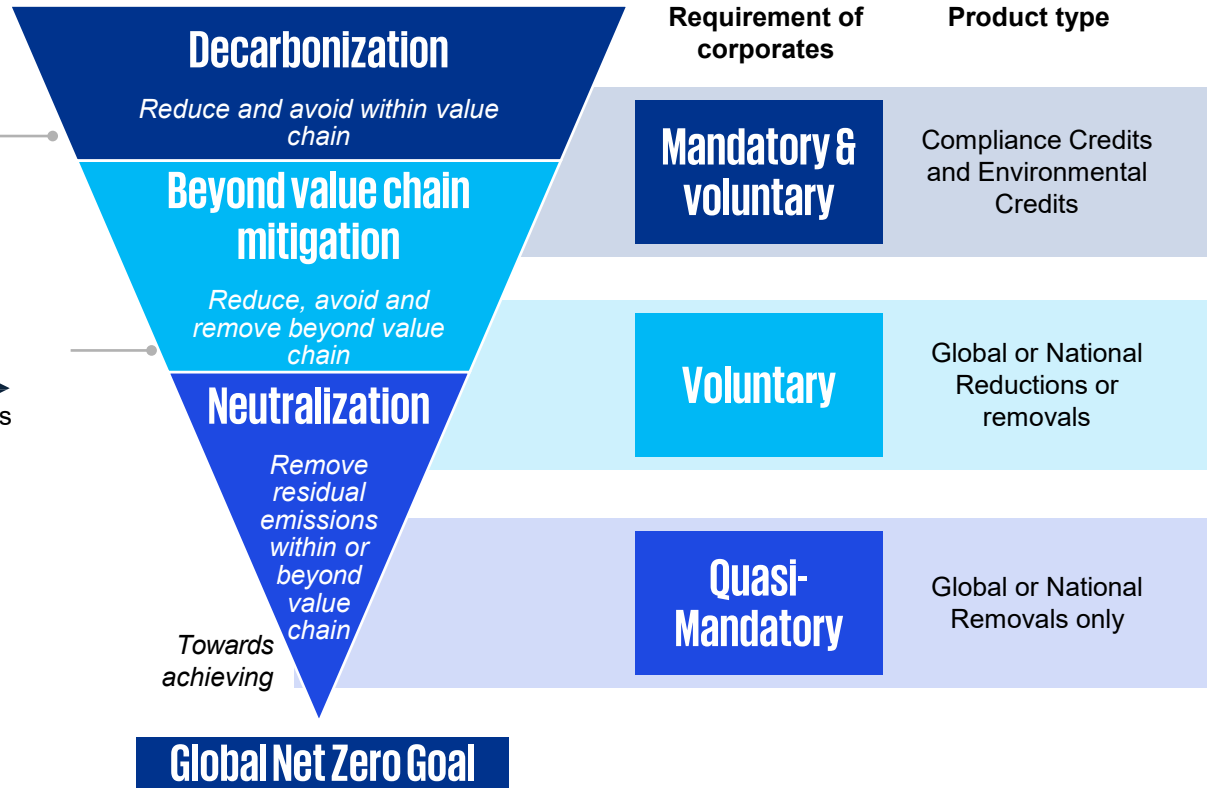 Requirement of
corporates
Product type
Decarbonization
Reduce and avoid within value
chain
Mandatory &
voluntary
Compliance Credits
and Environmental
Credits
Beyond value chain
mitigation
Reduce, avoid and
remove beyond value
chain
Voluntary
Global or National
Reductions or
removals
s
Neutralization
Remove
residual
emissions
within or
beyond
value
chain
Quasi-
Mandatory
Global or National
Removals only
Towards
achieving
Global Net Zero Goal